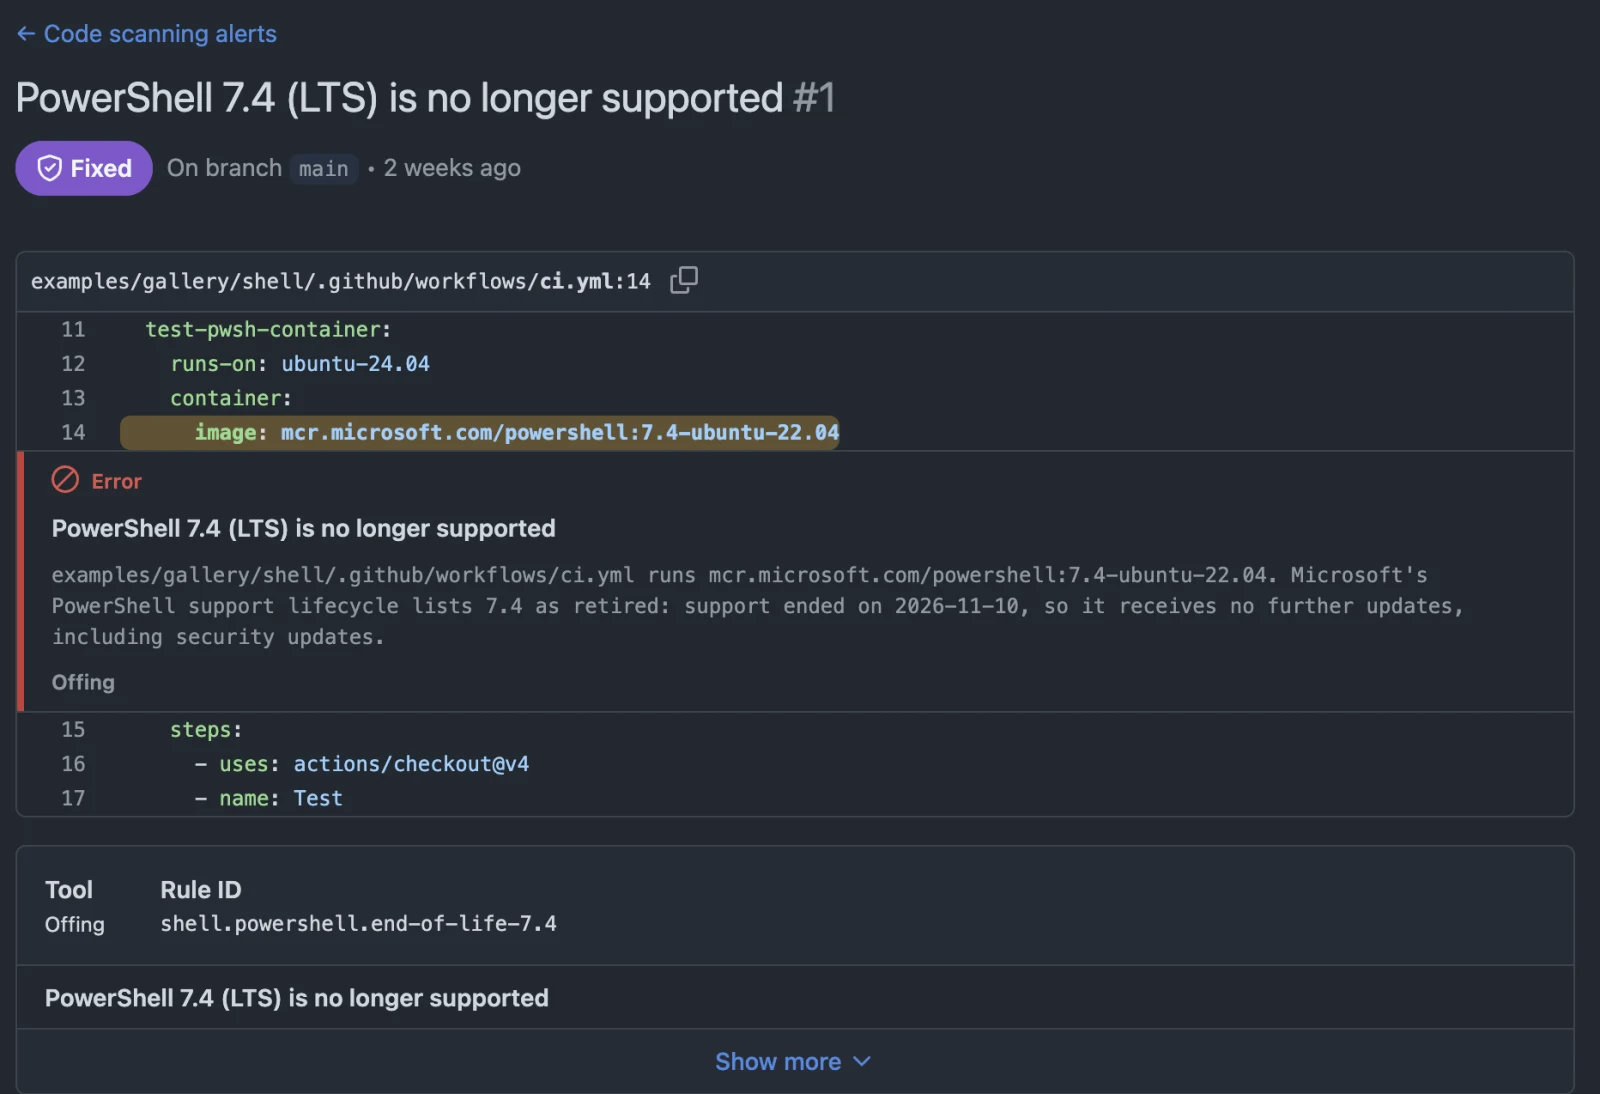 ← Code scanning alerts
PowerShell 7.4 (LTS) is no longer supported #1
Fixed On branch main • 2 weeks ago
examples/gallery/shell/.github/workflows/ci.yml:14
11 test-pwsh-container:
12 runs-on: ubuntu-24.04
13 container:
14 image: mcr.microsoft.com/powershell:7.4-ubuntu-22.04
Error
PowerShell 7.4 (LTS) is no longer supported
examples/gallery/shell/.github/workflows/ci.yml runs mcr.microsoft.com/powershell:7.4-ubuntu-22.04. Microsoft's
PowerShell support lifecycle lists 7.4 as retired: support ended on 2026-11-10, so it receives no further updates,
including security updates.
Offing
15 steps:
16 - uses: actions/checkout@v4
17 - name: Test
Tool Rule ID
Offing shell.powershell.end-of-life-7.4
PowerShell 7.4 (LTS) is no longer supported
Show more